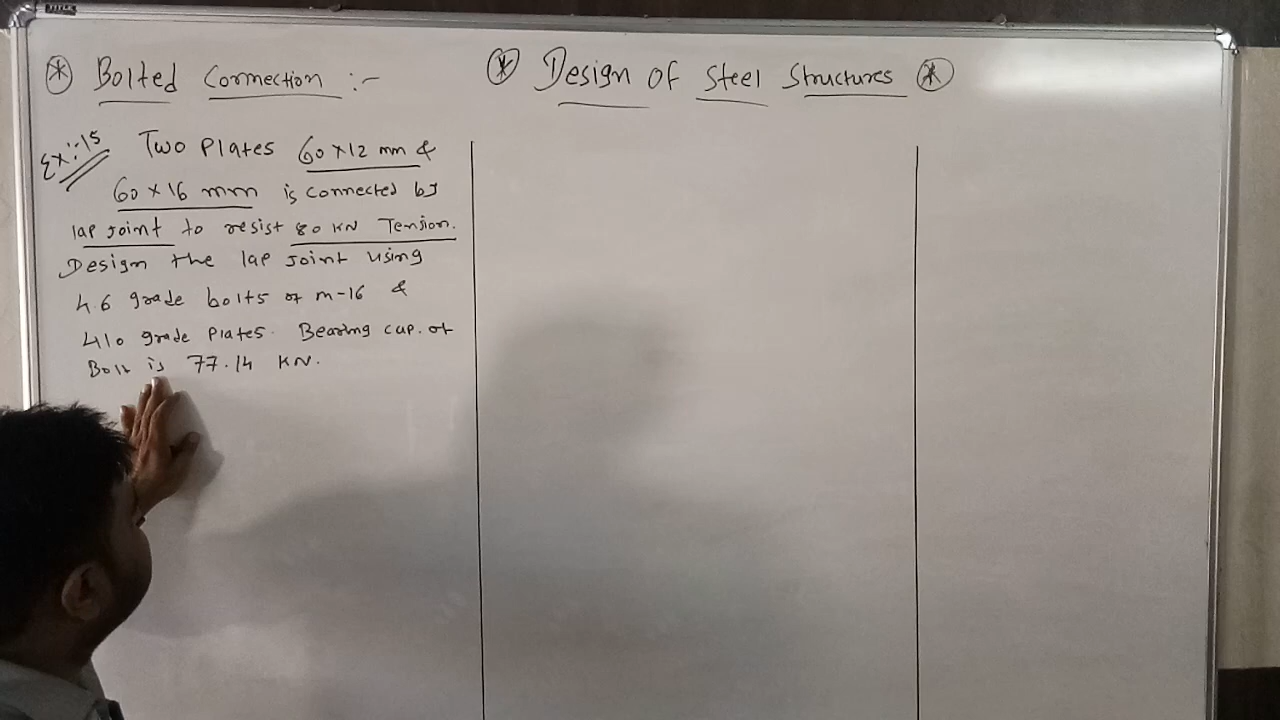 * Bolted Connection :-
* Design of Steel Structures *
Ex:-15 Two Plates 60 x 12 mm &
60 x 16 mm is connected by
lap joint to resist 80 KN Tension.
Design the lap joint using
4.6 grade bolts of m-16 &
410 grade Plates. Bearing cap. of
Bolt is 77.14 KN.